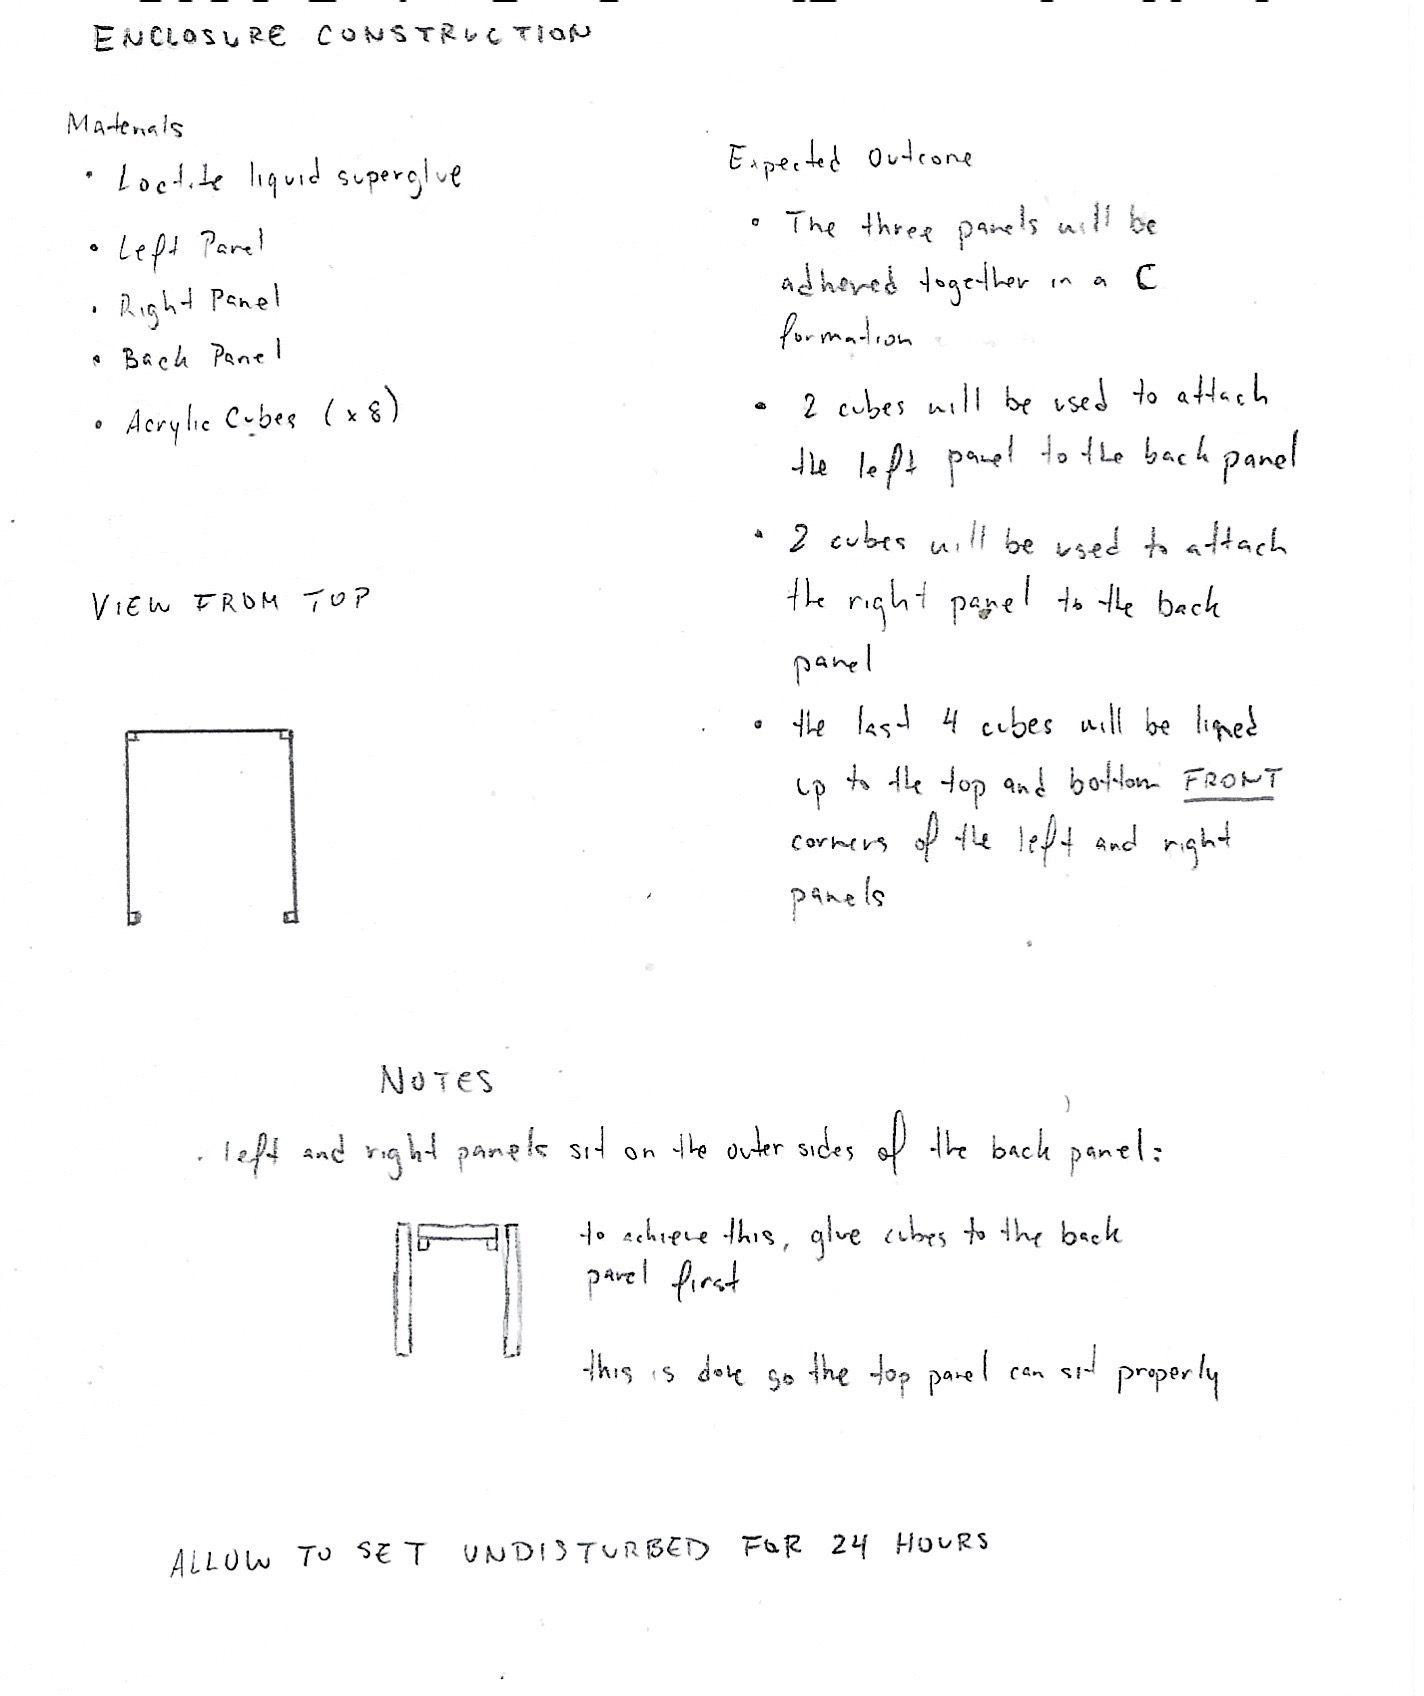 ENCLOSURE CONSTRUCTION
Materials
• Loctite liquid superglue
• Left Panel
• Right Panel
• Back Panel
• Acrylic Cubes (x8)
VIEW FROM TOP
Expected Outcome
• The three panels will be
adhered together in a C
formation
• 2 cubes will be used to attach
the left panel to the back panel
• 2 cubes will be used to attach
the right panel to the back
panel
• the last 4 cubes will be lined
up to the top and bottom FRONT
corners of the left and right
panels
NOTES
• left and right panels sit on the outer sides of the back panel:
to achieve this, glue cubes to the back
panel first
this is done so the top panel can sit properly
ALLOW TO SET UNDISTURBED FOR 24 HOURS